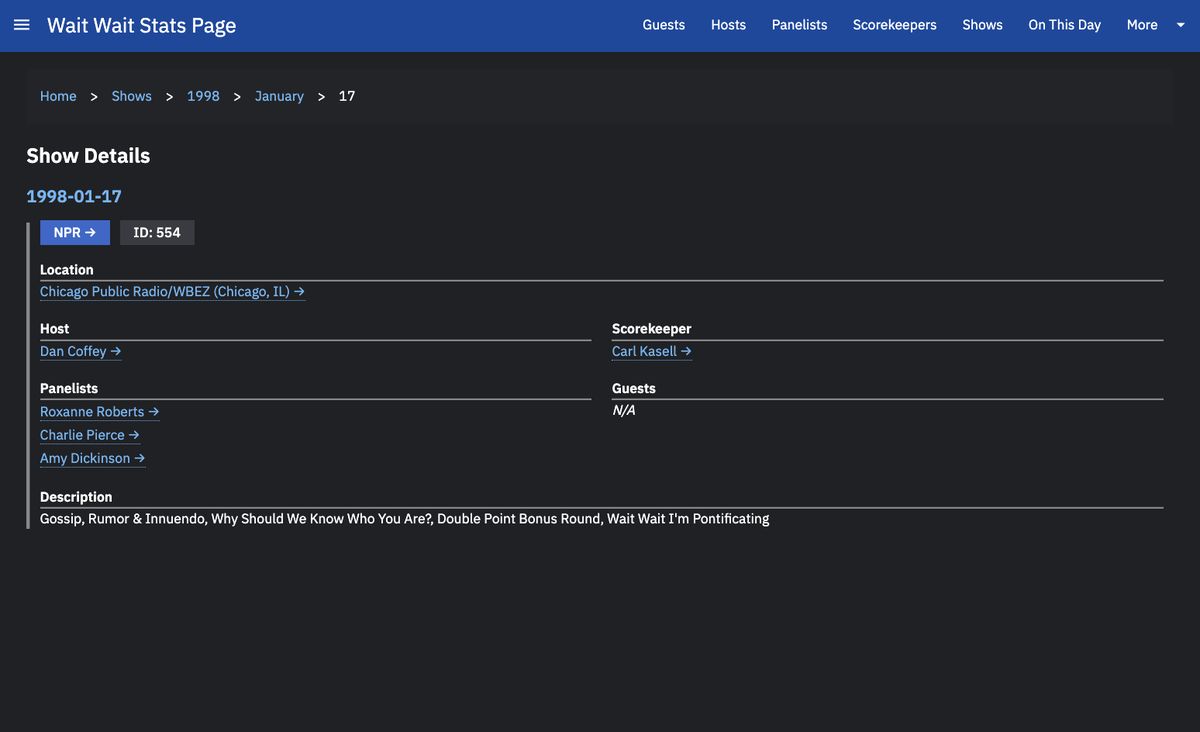 Wait Wait Stats Page
Guests Hosts Panelists Scorekeepers Shows On This Day More
Home > Shows > 1998 > January > 17
Show Details
1998-01-17
NPR → ID: 554
Location
Chicago Public Radio/WBEZ (Chicago, IL) →
Host
Dan Coffey →
Scorekeeper
Carl Kasell →
Panelists
Roxanne Roberts →
Charlie Pierce →
Amy Dickinson →
Guests
N/A
Description
Gossip, Rumor & Innuendo, Why Should We Know Who You Are?, Double Point Bonus Round, Wait Wait I'm Pontificating